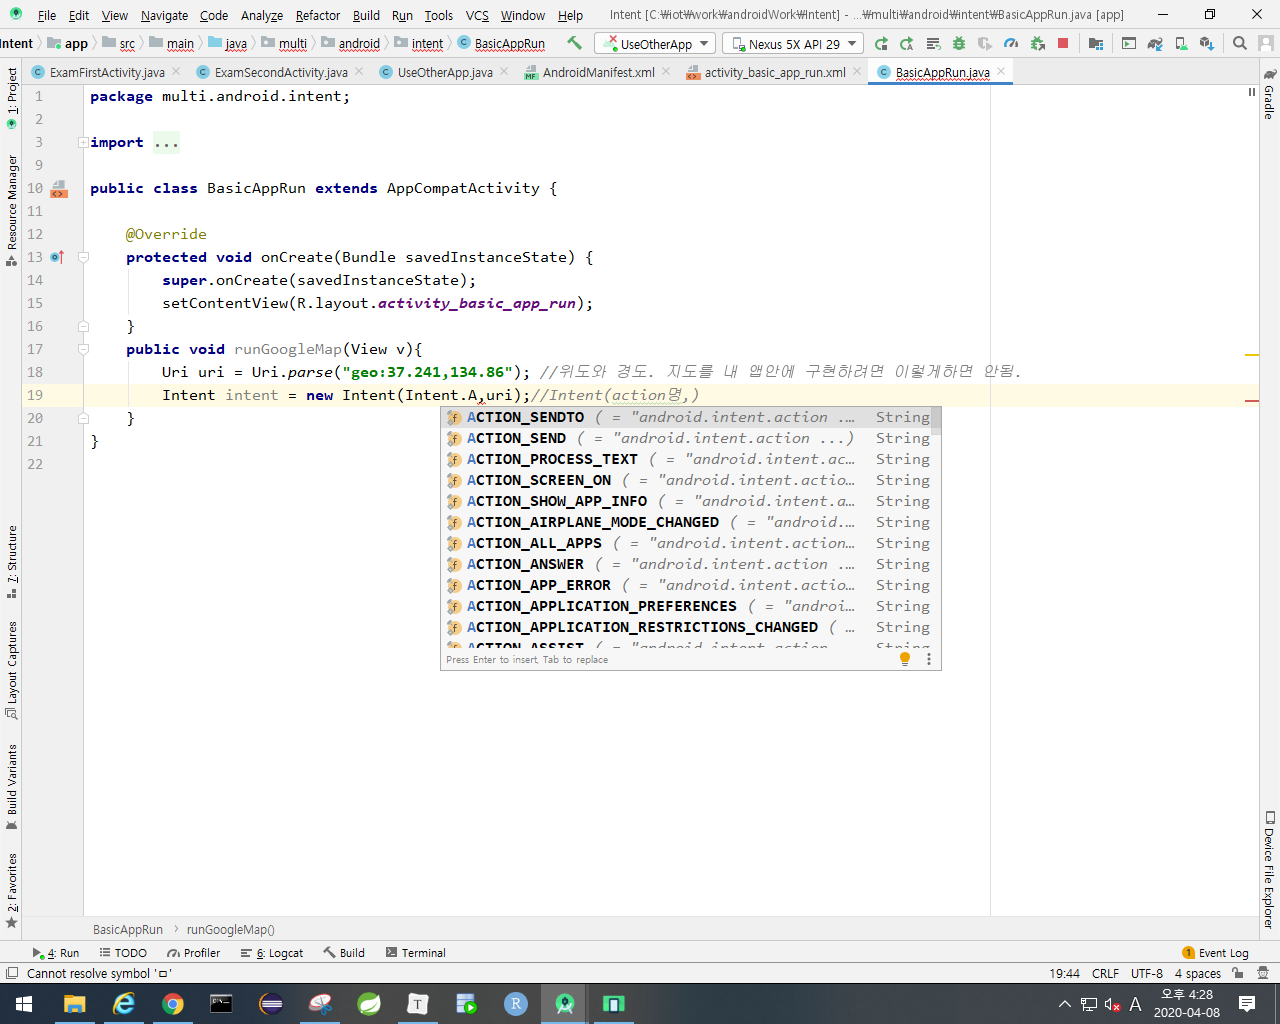 File Edit View Navigate Code Analyze Refactor Build Run Tools VCS Window Help Intent [C:₩iot₩work₩androidWork₩Intent] - ...₩multi₩android₩intent₩BasicAppRun.java [app]
Intent app src main java multi android intent BasicAppRun UseOtherApp Nexus 5X API 29
ExamFirstActivity.java ExamSecondActivity.java UseOtherApp.java AndroidManifest.xml activity_basic_app_run.xml BasicAppRun.java
1: Project
Resource Manager
7: Structure
Layout Captures
Build Variants
2: Favorites
1 package multi.android.intent;
2
3 import ...
9
10 public class BasicAppRun extends AppCompatActivity {
11
12 @Override
13 protected void onCreate(Bundle savedInstanceState) {
14 super.onCreate(savedInstanceState);
15 setContentView(R.layout.activity_basic_app_run);
16 }
17 public void runGoogleMap(View v){
18 Uri uri = Uri.parse("geo:37.241,134.86"); //위도와 경도. 지도를 내 앱안에 구현하려면 이렇게하면 안됨.
19 Intent intent = new Intent(Intent.A,uri);//Intent(action명,)
20 }
21 }
22
ACTION_SENDTO ( = "android.intent.action ... String
ACTION_SEND ( = "android.intent.action ...) String
ACTION_PROCESS_TEXT ( = "android.intent.ac... String
ACTION_SCREEN_ON ( = "android.intent.actio... String
ACTION_SHOW_APP_INFO ( = "android.intent.a... String
ACTION_AIRPLANE_MODE_CHANGED ( = "android.... String
ACTION_ALL_APPS ( = "android.intent.action... String
ACTION_ANSWER ( = "android.intent.action ... String
ACTION_APP_ERROR ( = "android.intent.actio... String
ACTION_APPLICATION_PREFERENCES ( = "androi... String
ACTION_APPLICATION_RESTRICTIONS_CHANGED ( ... String
ACTION_ASSIST ( = "android.intent.action ... String
Press Enter to insert, Tab to replace
Gradle
Device File Explorer
BasicAppRun runGoogleMap()
4: Run TODO Profiler 6: Logcat Build Terminal 1 Event Log
Cannot resolve symbol 'ㅁ' 19:44 CRLF UTF-8 4 spaces
T R A 오후 4:28
2020-04-08